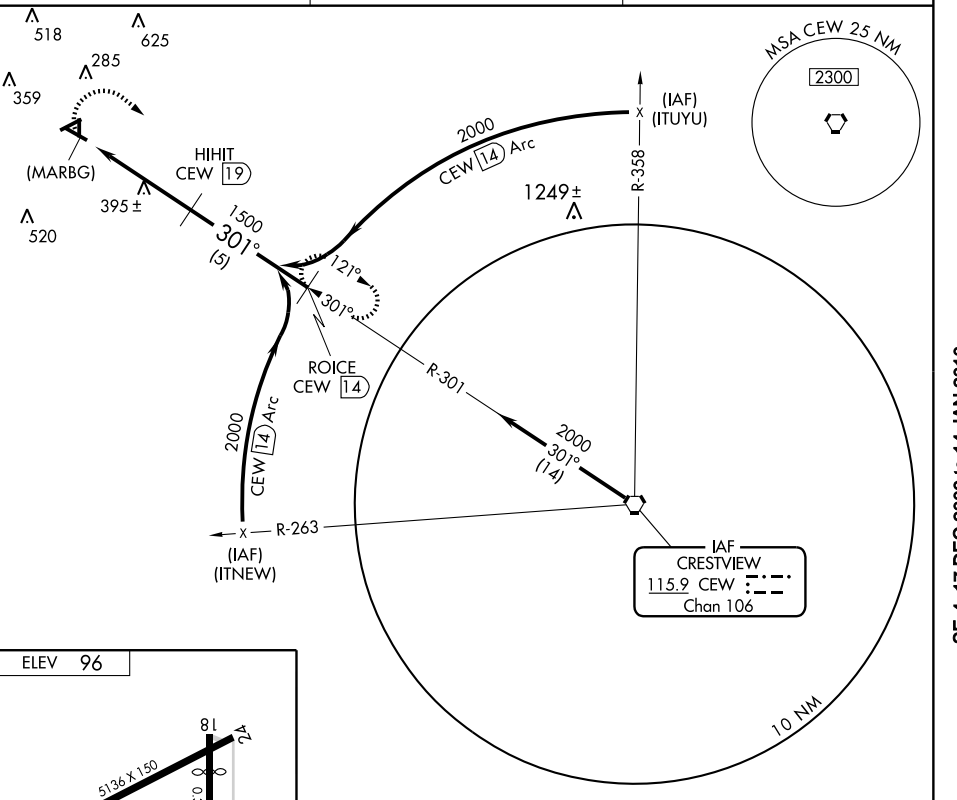 518
625
285
359
(MARBG)
HIHIT
CEW 19
395±
520
1500
301°
(5)
2000
CEW 14 Arc
(IAF)
(ITUYU)
R-358
1249±
MSA CEW 25 NM
2300
121°
301°
ROICE
CEW 14
R-301
2000
301°
(14)
2000
CEW 14 Arc
R-263
(IAF)
(ITNEW)
IAF
CRESTVIEW
115.9 CEW
Chan 106
10 NM
ELEV 96
18
24
5136 X 150